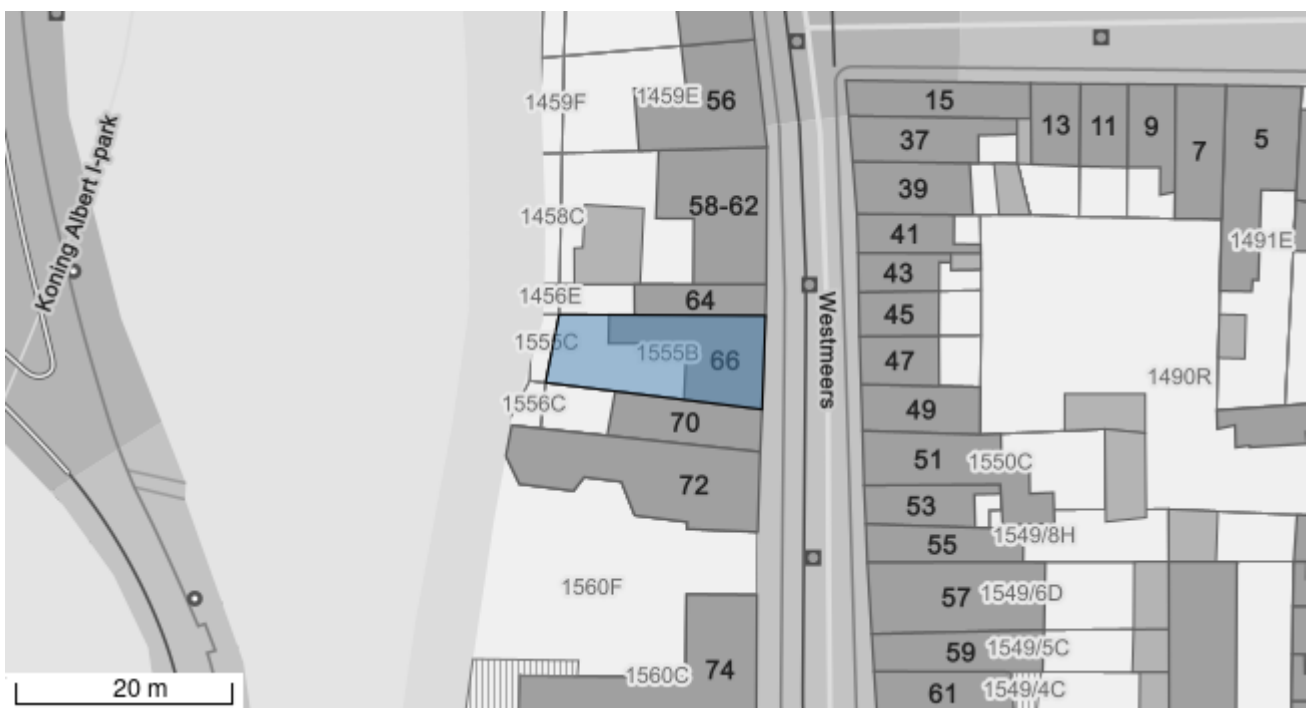 1459F
1459E
56
15
37
13
11
9
7
5
39
Koning Albert I-park
1458C
58-62
41
1491E
43
1456E
64
45
Westmeers
1555C
1555B
66
47
1490R
1556C
70
49
72
51
1550C
53
55
1549/8H
1560F
57
1549/6D
59
1549/5C
74
1560C
61
1549/4C
20 m